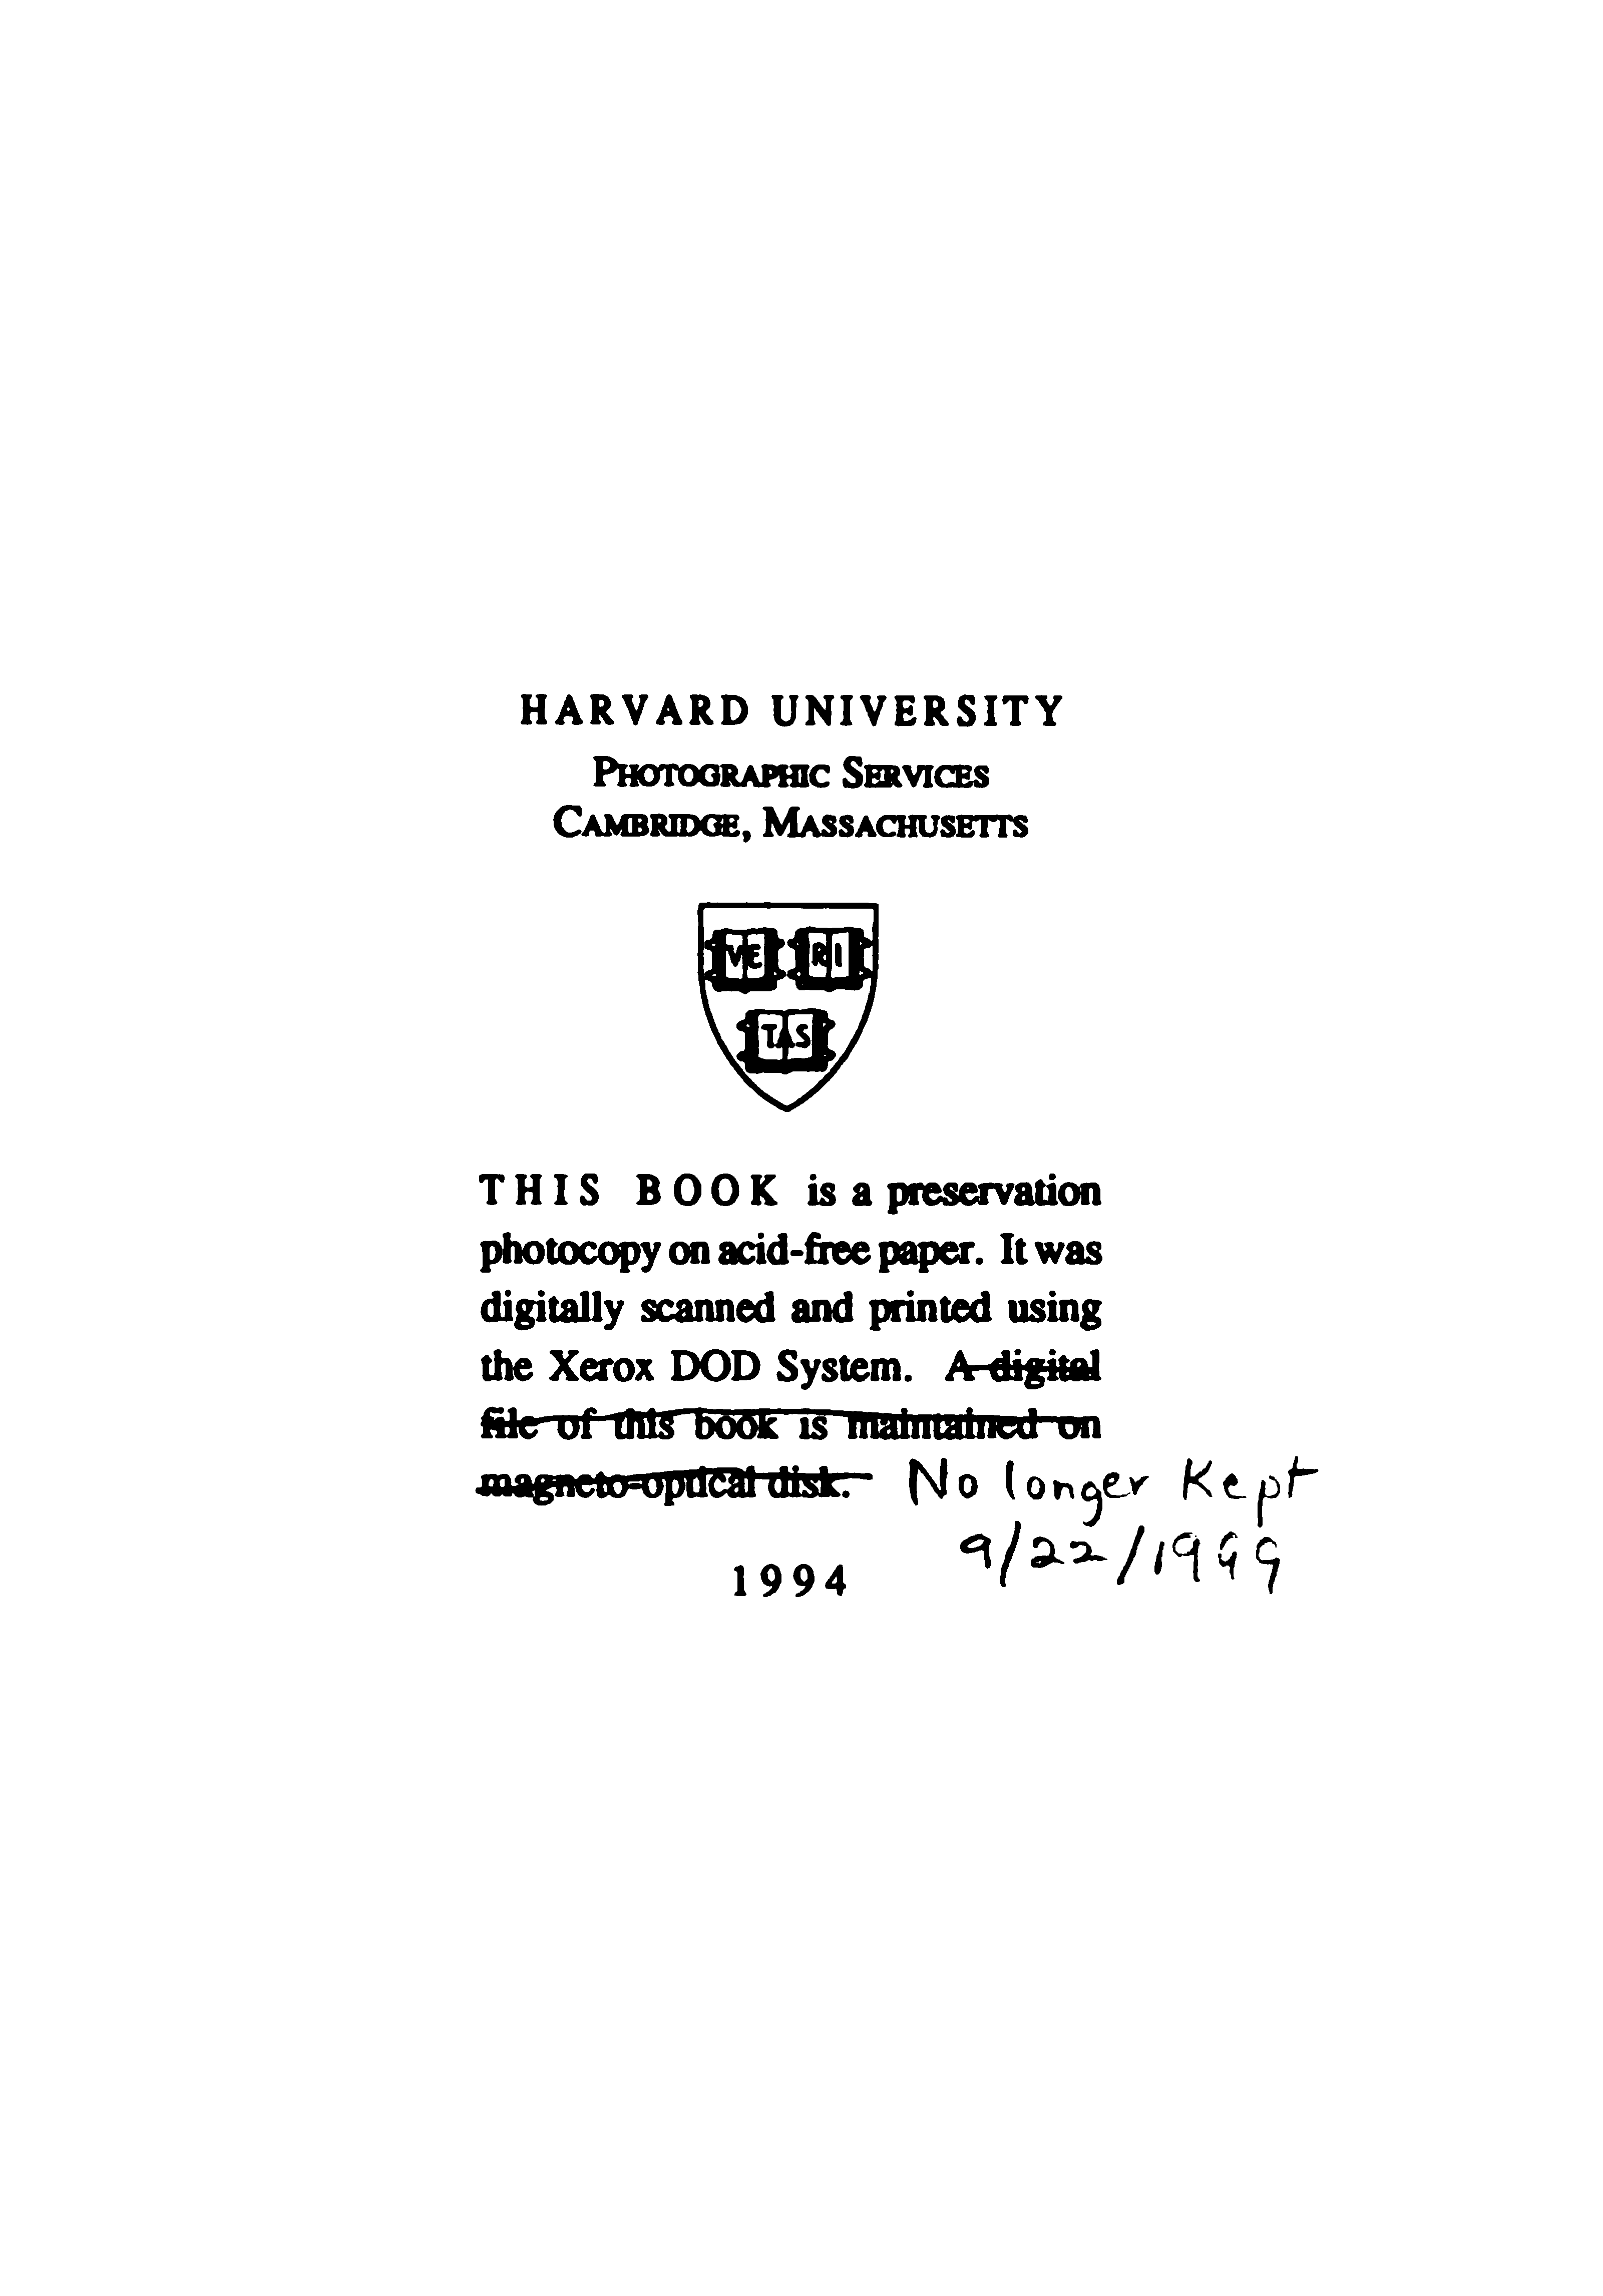 HARVARD UNIVERSITY
PHOTOGRAPHIC SERVICES
CAMBRIDGE, MASSACHUSETTS
VE RI
TAS
THIS BOOK is a preservation
photocopy on acid-free paper. It was
digitally scanned and printed using
the Xerox DOD System. A digital
file of this book is maintained on
magneto-optical disk. No longer Kept
9/22/1999
1994